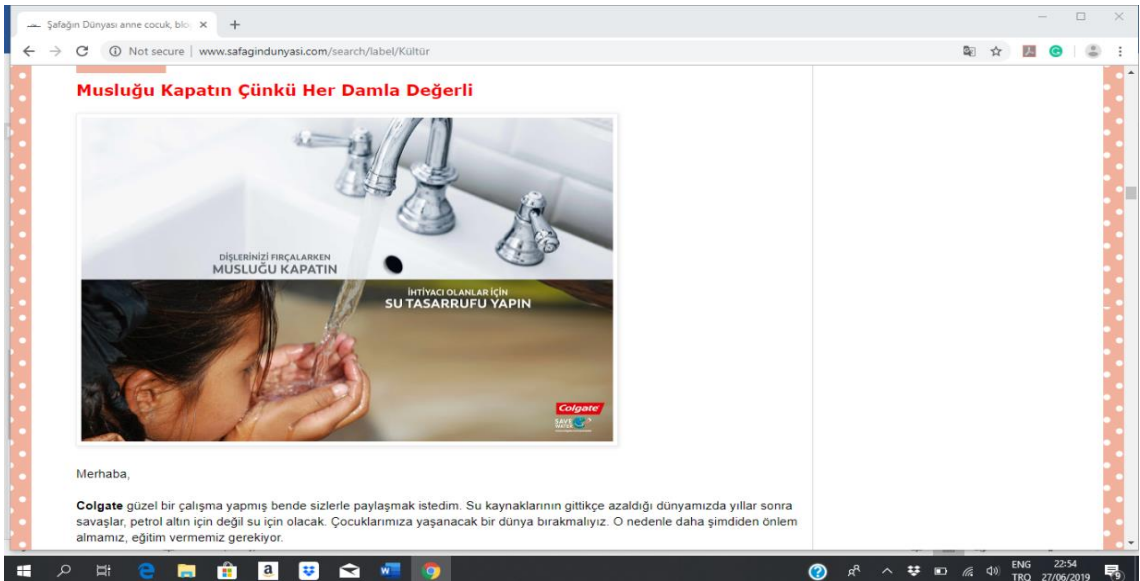 Şafağın Dünyası anne cocuk, blo
Not secure | www.safagindunyasi.com/search/label/Kültür
Musluğu Kapatın Çünkü Her Damla Değerli
DİŞLERİNİZİ FIRÇALARKEN
MUSLUĞU KAPATIN
İHTİYACI OLANLAR İÇİN
SU TASARRUFU YAPIN
Colgate
SAVE
WATER
Merhaba,
Colgate güzel bir çalışma yapmış bende sizlerle paylaşmak istedim. Su kaynaklarının gittikçe azaldığı dünyamızda yıllar sonra
savaşlar, petrol altın için değil su için olacak. Çocuklarımıza yaşanacak bir dünya bırakmalıyız. O nedenle daha şimdiden önlem
almamız, eğitim vermemiz gerekiyor.
ENG 22:54
TRQ 27/06/2019